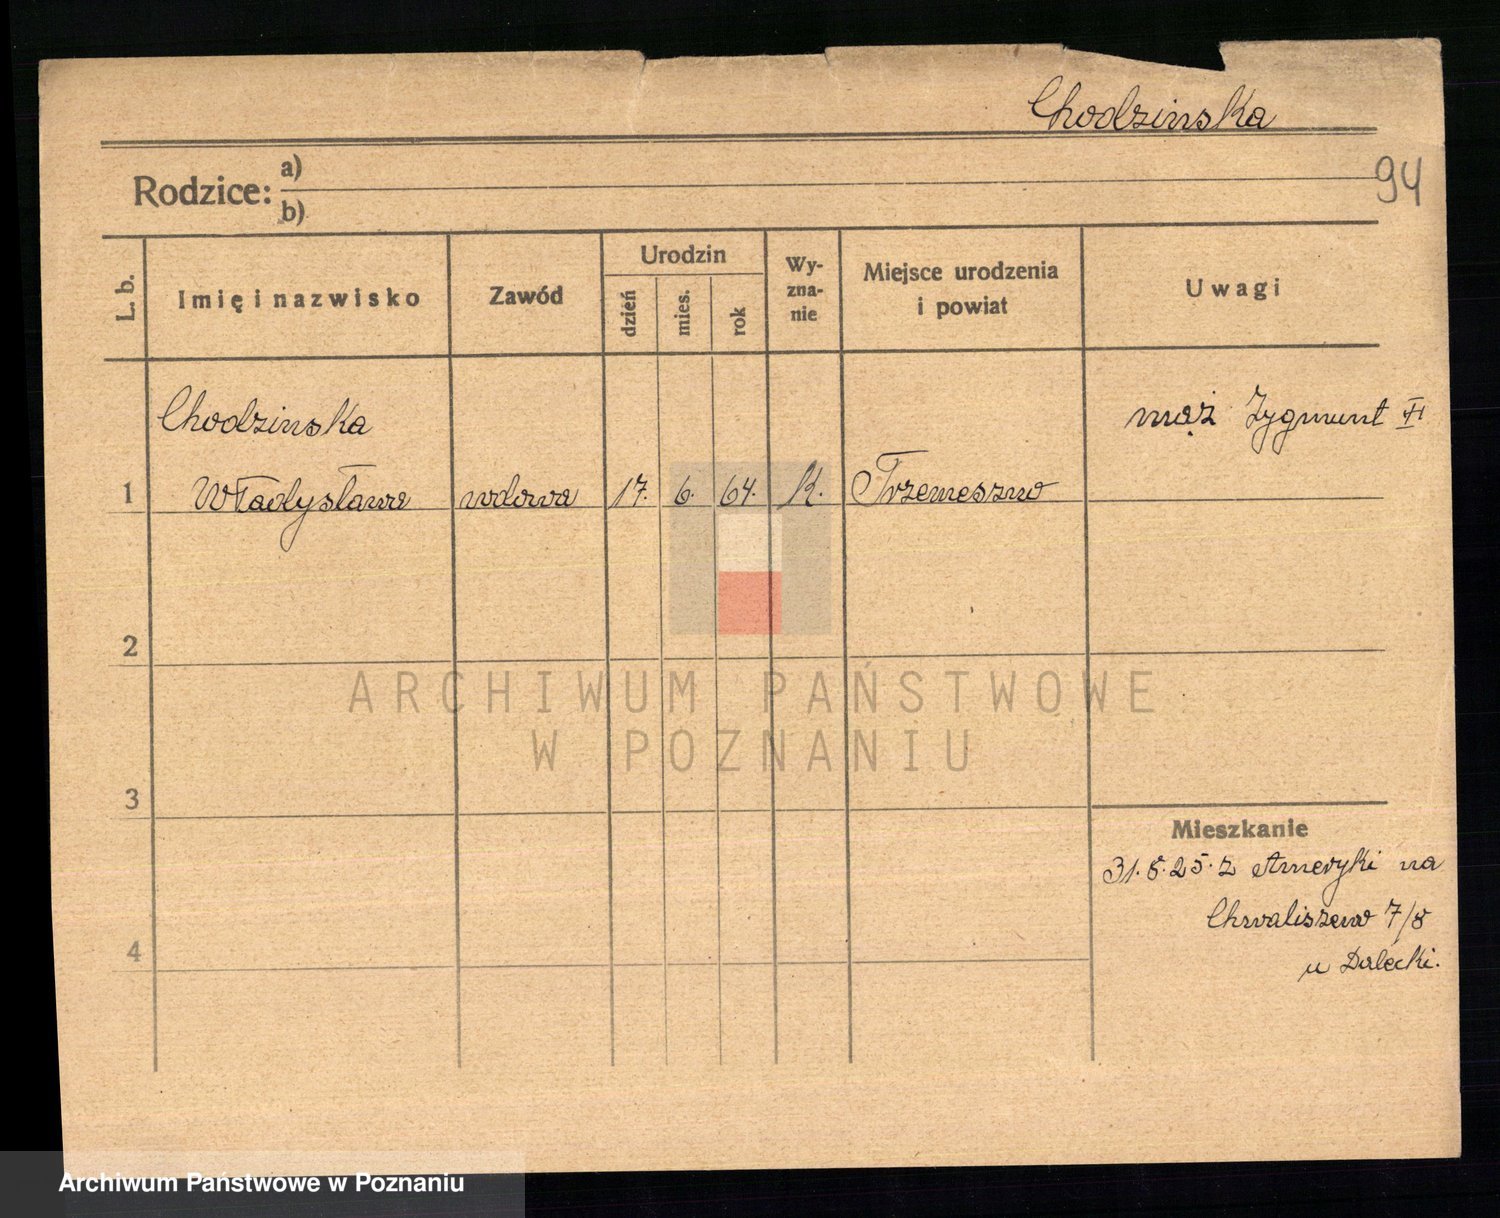 Chodzinska
94
Rodzice: a)
b)
L. b.
Imię i nazwisko
Zawód
Urodzin
dzień
mies.
rok
Wy-
zna-
nie
Miejsce urodzenia
i powiat
Uwagi
Chodzinska
mąż Zygmunt
1 Władysława wdowa 17. 6. 64. K. Trzemeszno
2
3
4
Mieszkanie
31.8.25. z Ameryki na
Chwaliszewo 7/8
u Dalecki.
ARCHIWUM PAŃSTWOWE
W POZNANIU
Archiwum Państwowe w Poznaniu